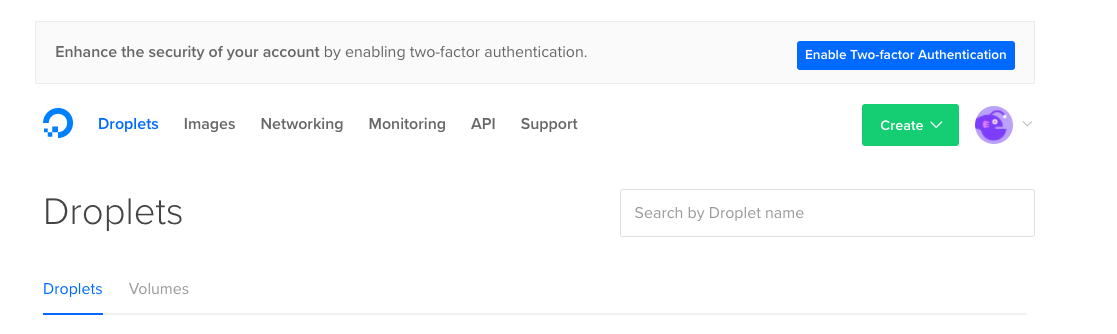 Enhance the security of your account by enabling two-factor authentication.
Enable Two-factor Authentication
Droplets Images Networking Monitoring API Support
Create
Droplets
Search by Droplet name
Droplets Volumes